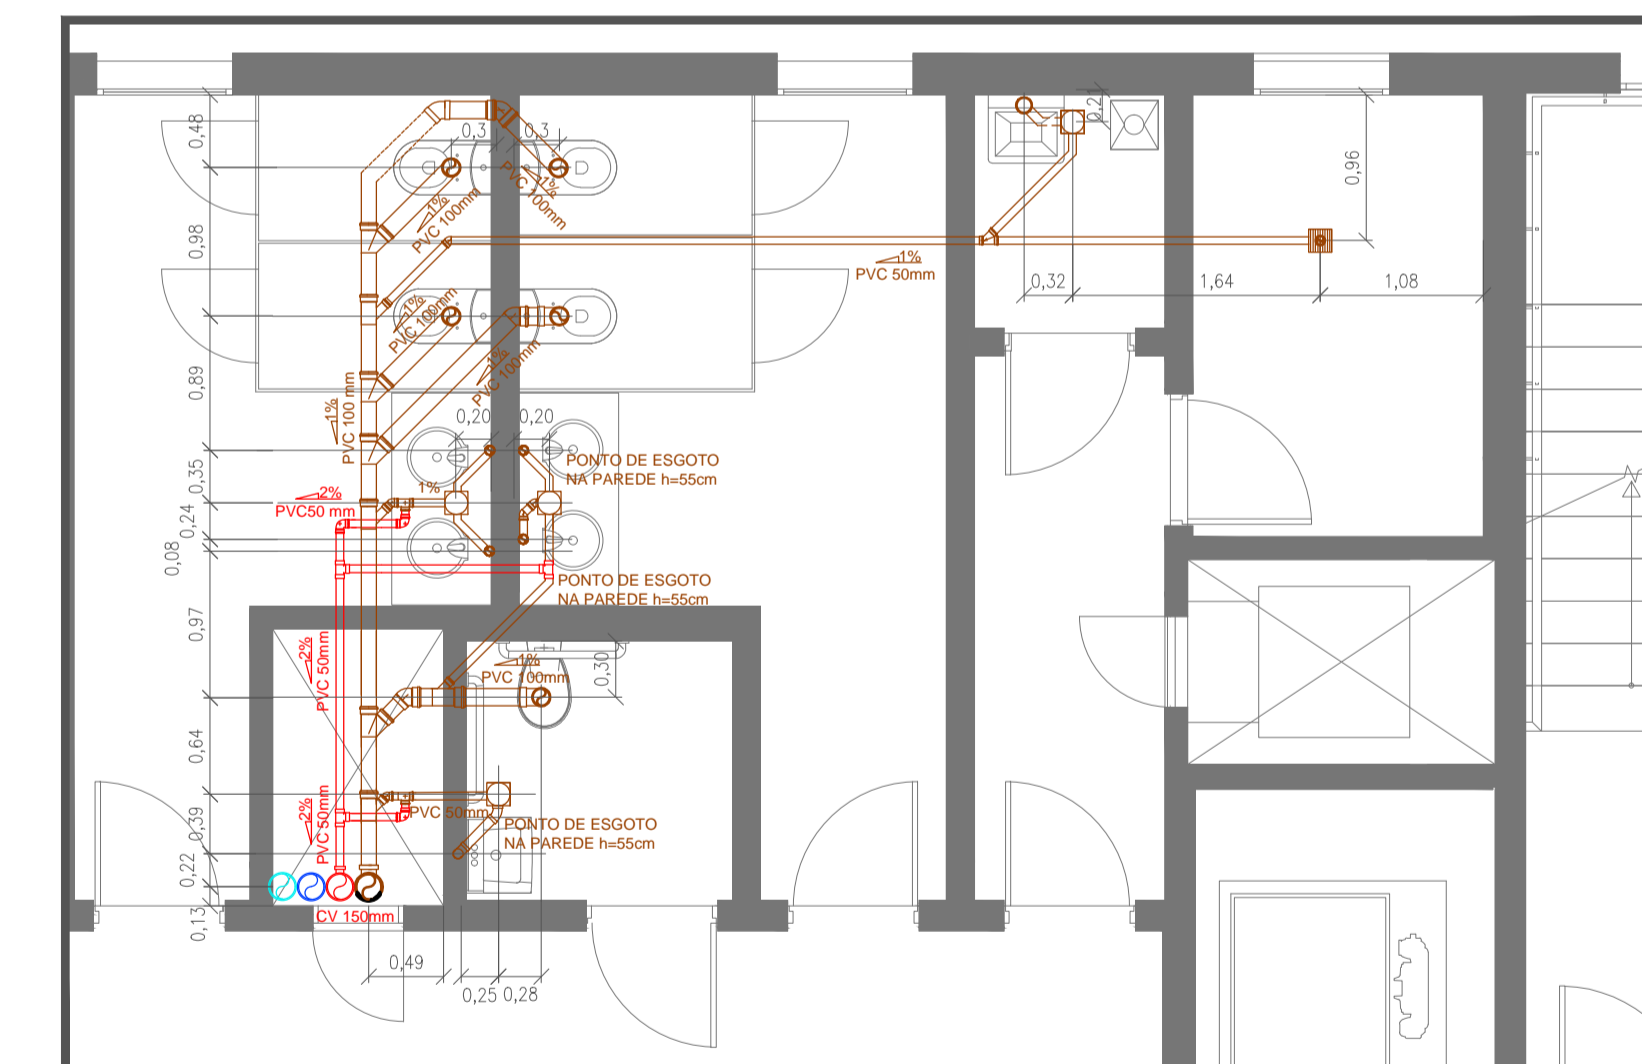 0,48
0,3
0,3
0,21
1%
PVC 100mm
1%
PVC 100mm
0,96
0,98
1%
PVC 50mm
0,32
1,64
1,08
1%
PVC 100mm
1%
PVC 100mm
0,89
1%
PVC 100 mm
0,20
0,20
PONTO DE ESGOTO
NA PAREDE h=55cm
0,35
1%
2%
PVC50 mm
0,24
0,08
PONTO DE ESGOTO
NA PAREDE h=55cm
0,97
2%
PVC 50mm
1%
PVC 100mm
0,30
0,64
2%
PVC 50mm
PVC 50mm
PONTO DE ESGOTO
NA PAREDE h=55cm
0,39
0,22
0,13
CV 150mm
0,49
0,25
0,28